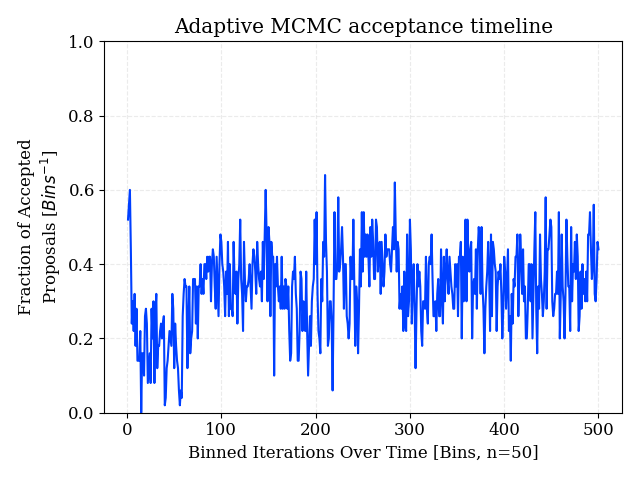 Adaptive MCMC acceptance timeline
Fraction of Accepted
Proposals [Bins⁻¹]
1.0
0.8
0.6
0.4
0.2
0.0
0 100 200 300 400 500
Binned Iterations Over Time [Bins, n=50]